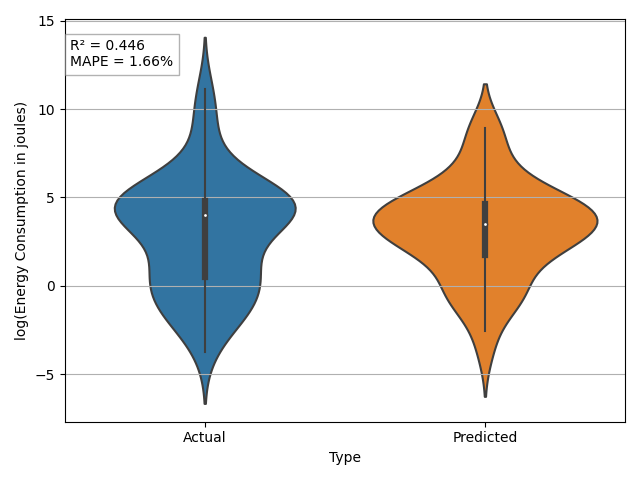 15
R² = 0.446
MAPE = 1.66%
10
5
0
−5
log(Energy Consumption in joules)
Actual
Predicted
Type